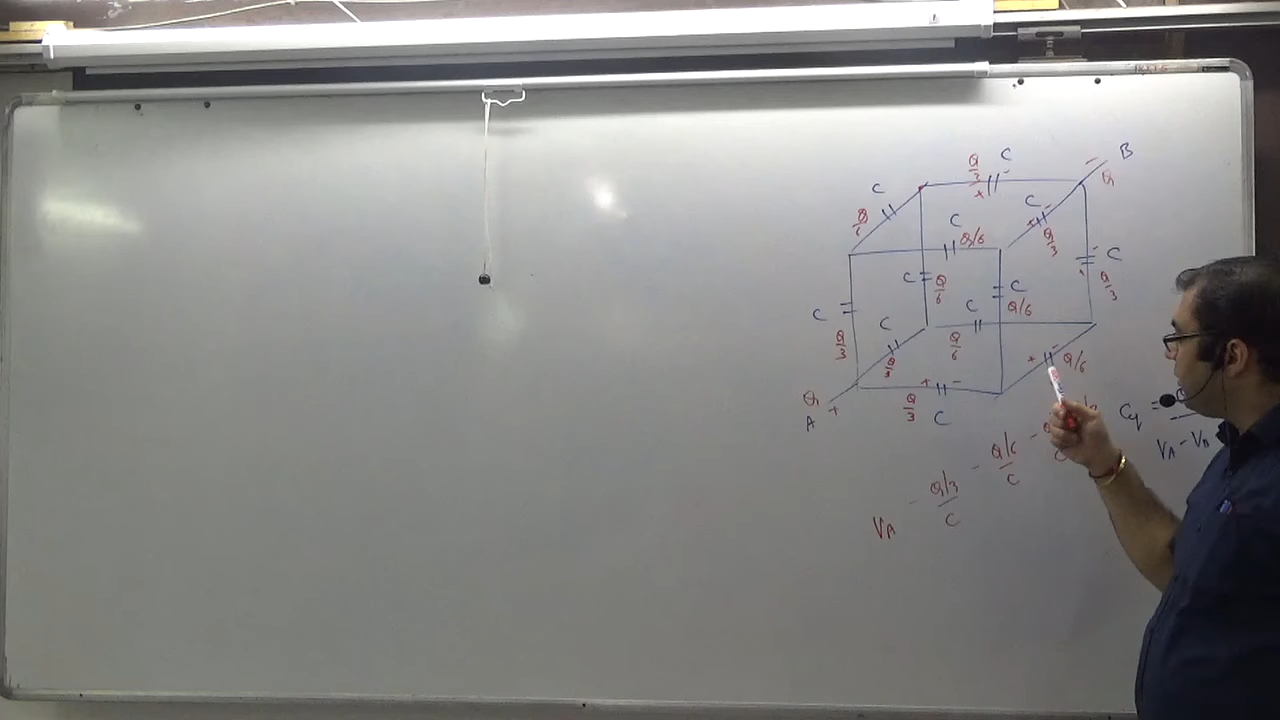 C
Q/3
B
-
-
+
Q
C
C
-
+
Q/3
Q/6
C
Q/6
-
C
Q/3
C
Q/6
C
Q/6
C
Q/3
C
Q/3
C
Q/6
+
-
Q/6
+
-
Q/3
C
Q
+
A
C
VA - Q/3/C - Q/6/C -
Cq =
VA - VB